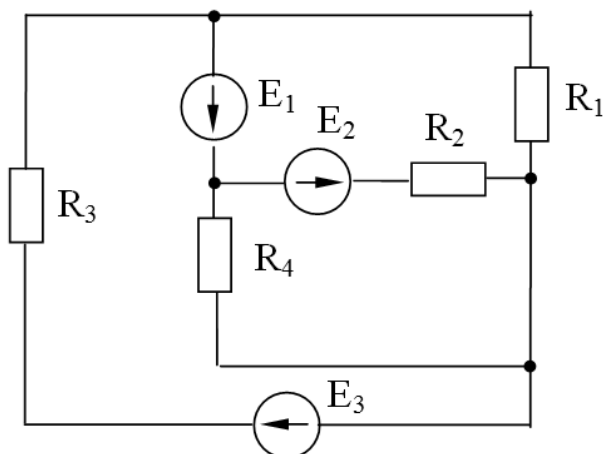 E₁
R₁
E₂
R₂
R₃
R₄
E₃